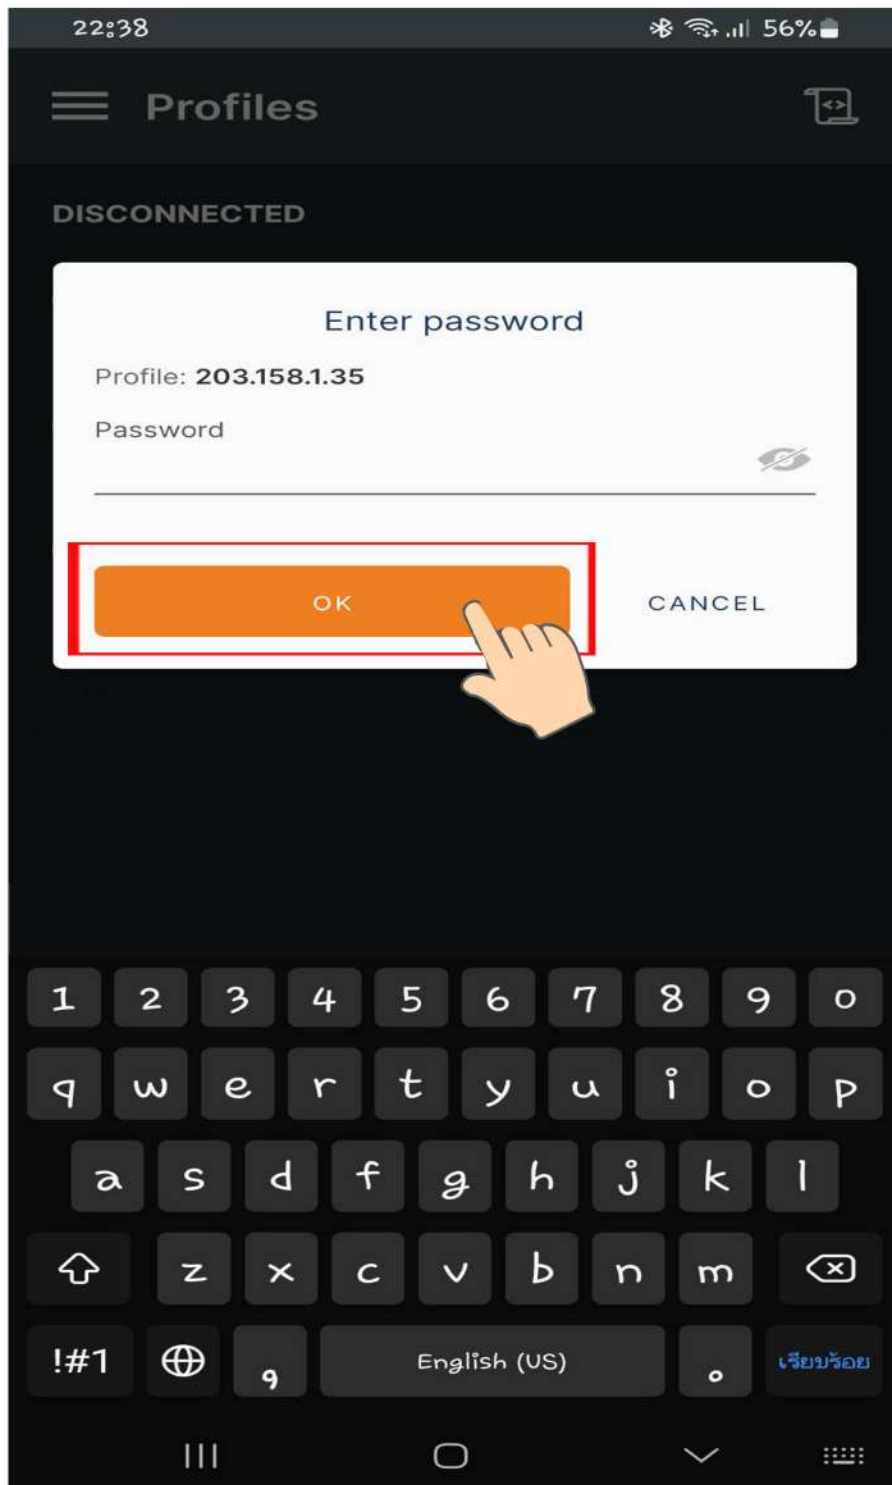 22:38 56%
Profiles
DISCONNECTED
Enter password
Profile: 203.158.1.35
Password
OK CANCEL
1 2 3 4 5 6 7 8 9 0
q w e r t y u i o p
a s d f g h j k l
z x c v b n m
!#1 , English (US) . เรียบร้อย